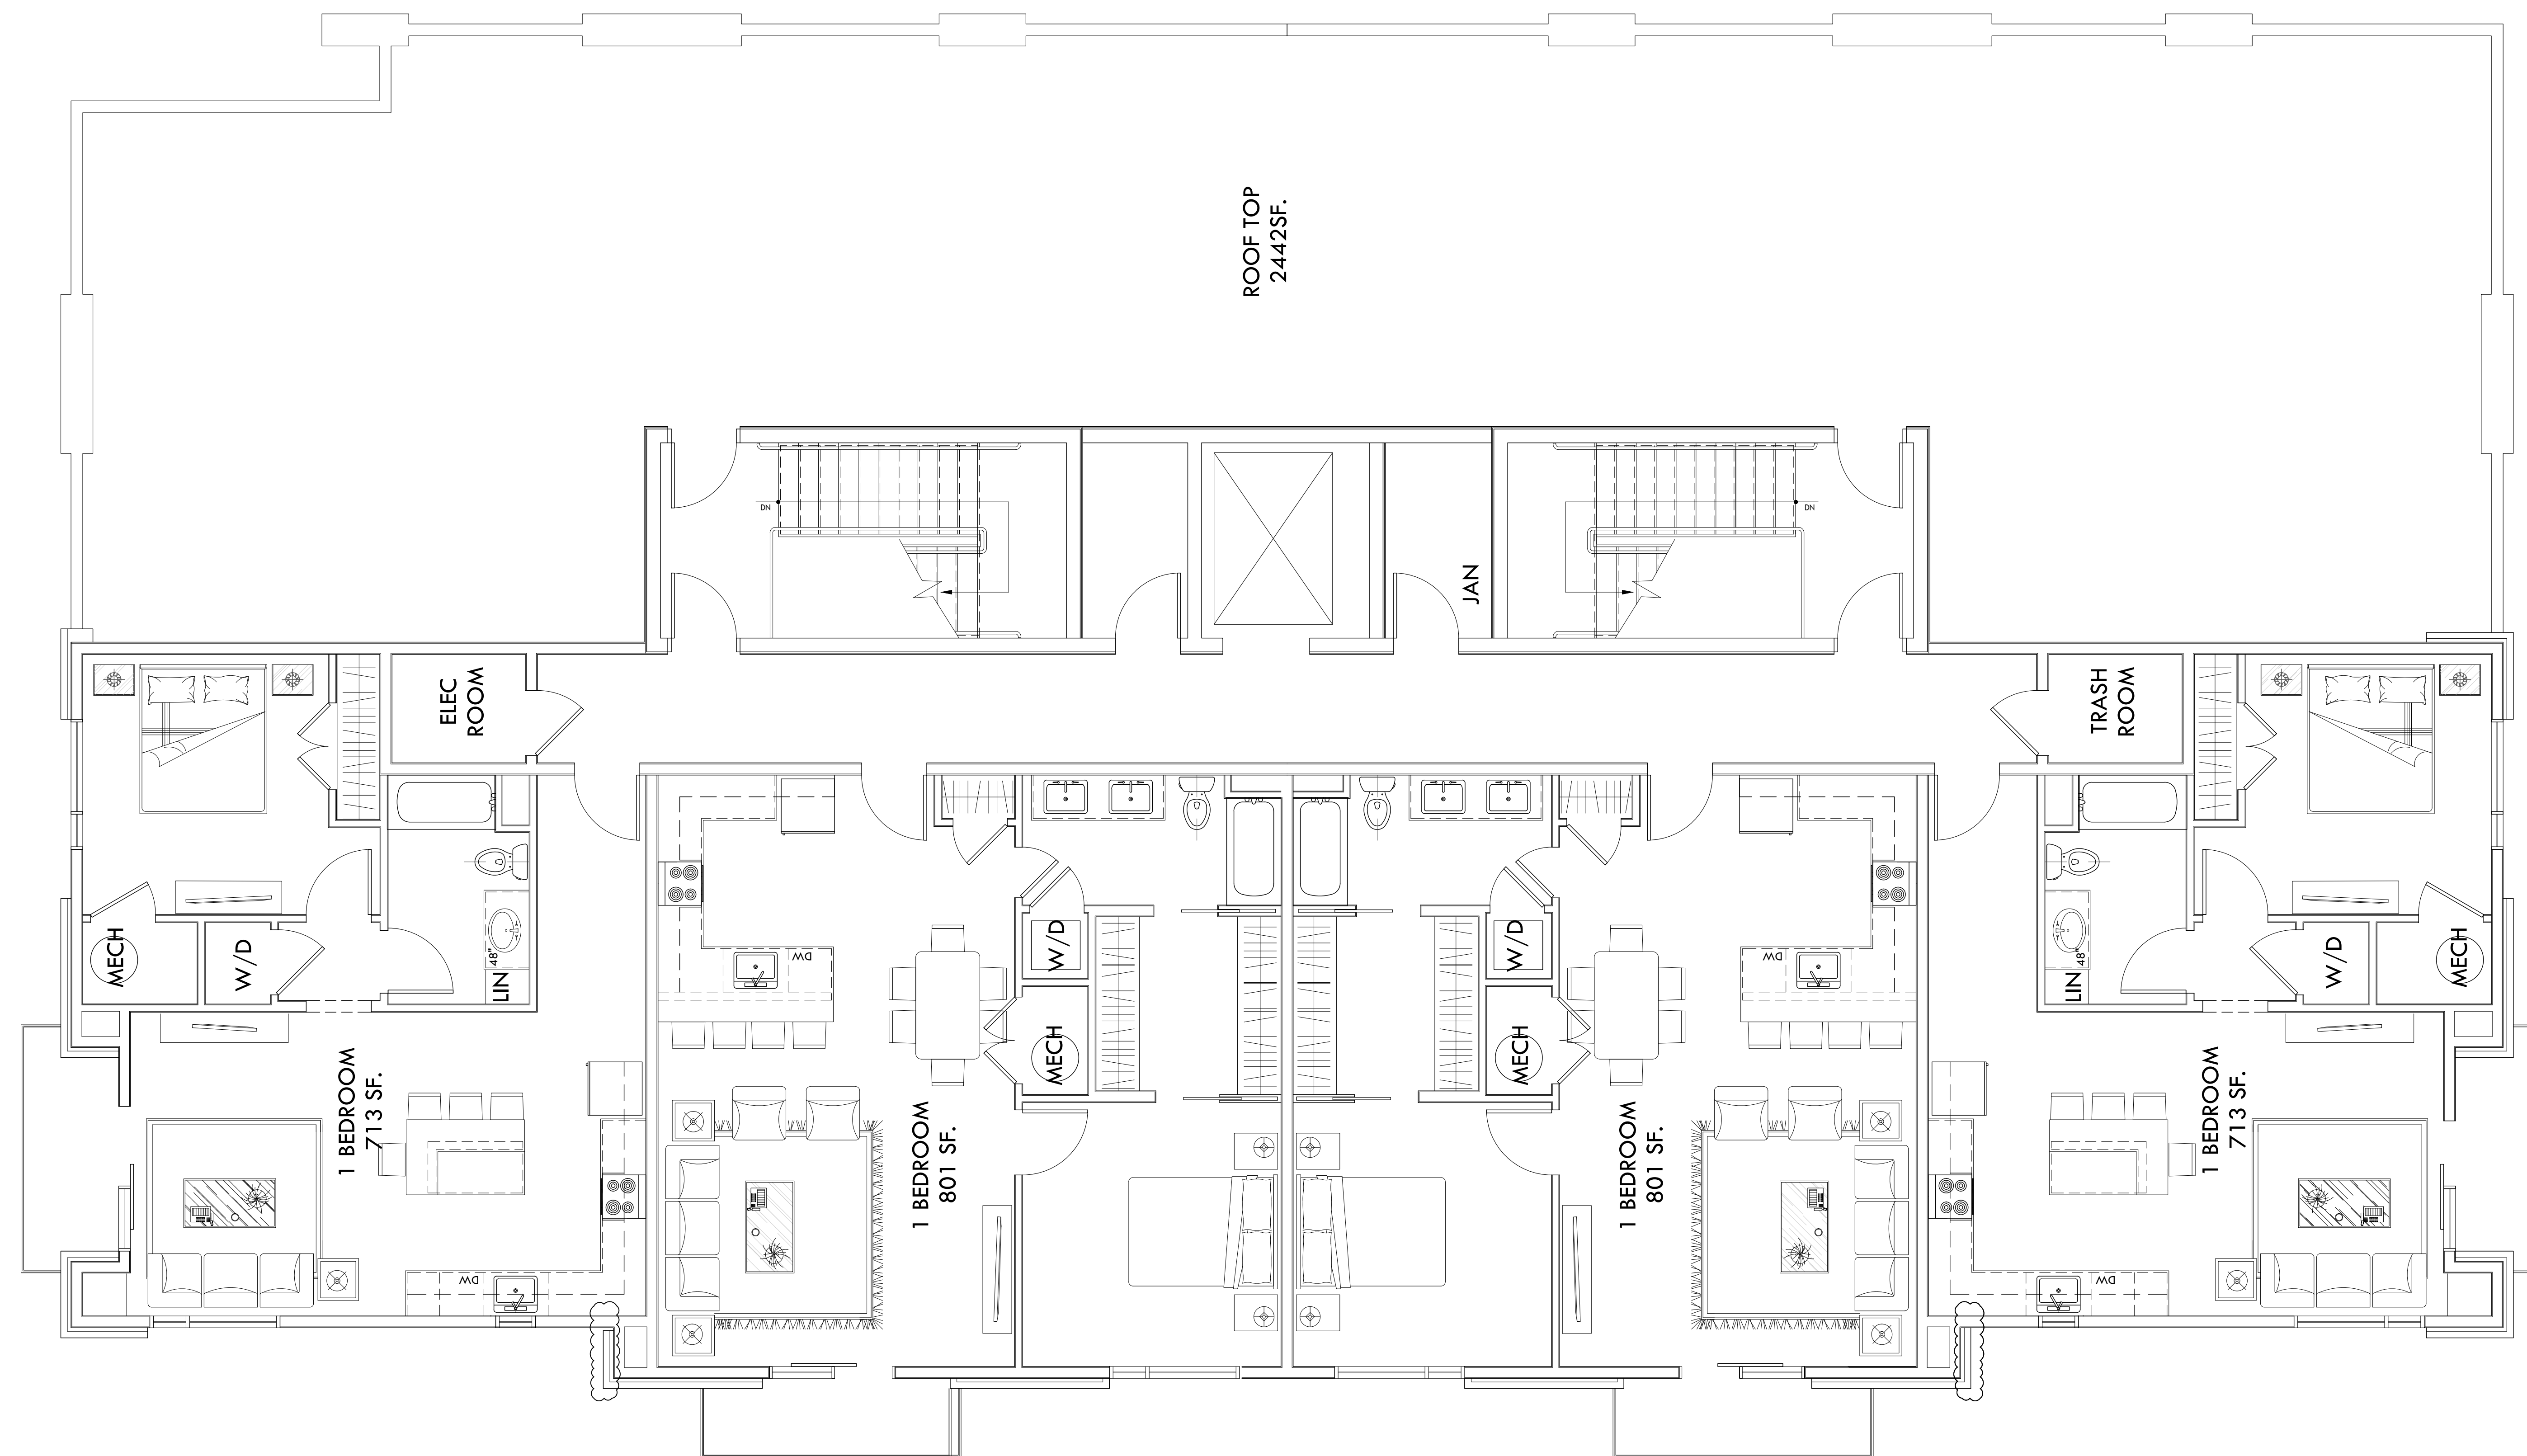 ROOF TOP
2442SF.
DN
DN
JAN
ELEC
ROOM
TRASH
ROOM
MECH
W/D
LIN
48"
DW
W/D
W/D
DW
LIN
48"
W/D
MECH
MECH
MECH
1 BEDROOM
713 SF.
1 BEDROOM
801 SF.
1 BEDROOM
801 SF.
1 BEDROOM
713 SF.
DW
DW